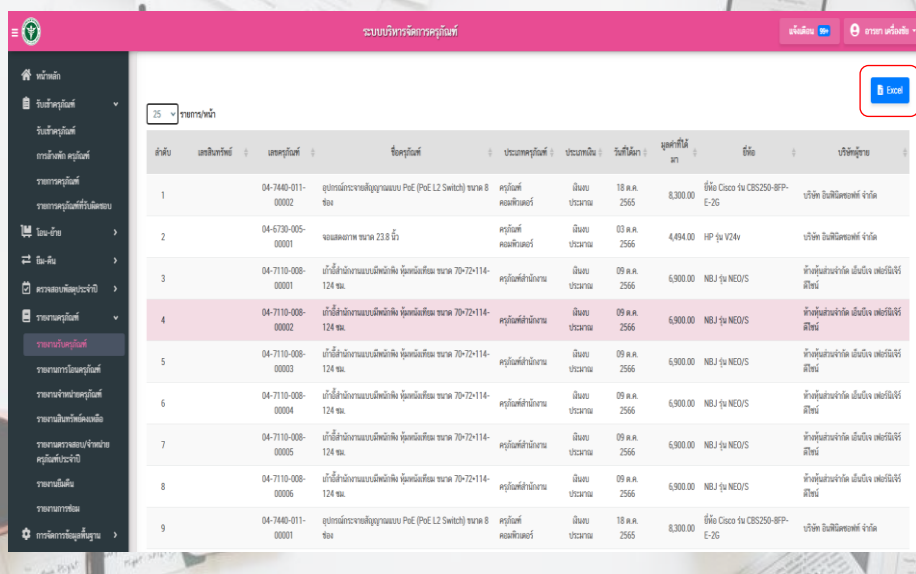 ระบบบริหารจัดการครุภัณฑ์
แจ้งเตือน 99+
อารยา เครื่องชัย
หน้าหลัก
รับเข้าครุภัณฑ์
รับเข้าครุภัณฑ์
การล้างพัก ครุภัณฑ์
รายการครุภัณฑ์
รายการครุภัณฑ์ที่รับผิดชอบ
โอน-ย้าย
ยืม-คืน
ตรวจสอบพัสดุประจำปี
รายงานครุภัณฑ์
รายงานรับครุภัณฑ์
รายงานการโอนครุภัณฑ์
รายงานจำหน่ายครุภัณฑ์
รายงานสินทรัพย์คงเหลือ
รายงานตรวจสอบ/จำหน่าย
ครุภัณฑ์ประจำปี
รายงานยืมคืน
รายงานการซ่อม
การจัดการข้อมูลพื้นฐาน
Excel
25 รายการ/หน้า
ลำดับ เลขสินทรัพย์ เลขครุภัณฑ์ ชื่อครุภัณฑ์ ประเภทครุภัณฑ์ ประเภทเงิน วันที่ได้มา มูลค่าที่ได้มา ยี่ห้อ บริษัทผู้ขาย
1 04-7440-011-00002 อุปกรณ์กระจายสัญญาณแบบ PoE (PoE L2 Switch) ขนาด 8 ช่อง ครุภัณฑ์คอมพิวเตอร์ เงินงบประมาณ 18 ต.ค. 2565 8,300.00 ยี่ห้อ Cisco รุ่น CBS250-8FP-E-2G บริษัท อินฟินิตซอฟท์ จำกัด
2 04-6730-005-00001 จอแสดงภาพ ขนาด 23.8 นิ้ว ครุภัณฑ์คอมพิวเตอร์ เงินงบประมาณ 03 ต.ค. 2566 4,494.00 HP รุ่น V24v บริษัท อินฟินิตซอฟท์ จำกัด
3 04-7110-008-00001 เก้าอี้สำนักงานแบบมีพนักพิง หุ้มหนังเทียม ขนาด 70*72*114-124 ซม. ครุภัณฑ์สำนักงาน เงินงบประมาณ 09 ต.ค. 2566 6,900.00 NBJ รุ่น NEO/S ห้างหุ้นส่วนจำกัด เอ็นบีเจ เฟอร์นิเจอร์ ดีไซน์
4 04-7110-008-00002 เก้าอี้สำนักงานแบบมีพนักพิง หุ้มหนังเทียม ขนาด 70*72*114-124 ซม. ครุภัณฑ์สำนักงาน เงินงบประมาณ 09 ต.ค. 2566 6,900.00 NBJ รุ่น NEO/S ห้างหุ้นส่วนจำกัด เอ็นบีเจ เฟอร์นิเจอร์ ดีไซน์
5 04-7110-008-00003 เก้าอี้สำนักงานแบบมีพนักพิง หุ้มหนังเทียม ขนาด 70*72*114-124 ซม. ครุภัณฑ์สำนักงาน เงินงบประมาณ 09 ต.ค. 2566 6,900.00 NBJ รุ่น NEO/S ห้างหุ้นส่วนจำกัด เอ็นบีเจ เฟอร์นิเจอร์ ดีไซน์
6 04-7110-008-00004 เก้าอี้สำนักงานแบบมีพนักพิง หุ้มหนังเทียม ขนาด 70*72*114-124 ซม. ครุภัณฑ์สำนักงาน เงินงบประมาณ 09 ต.ค. 2566 6,900.00 NBJ รุ่น NEO/S ห้างหุ้นส่วนจำกัด เอ็นบีเจ เฟอร์นิเจอร์ ดีไซน์
7 04-7110-008-00005 เก้าอี้สำนักงานแบบมีพนักพิง หุ้มหนังเทียม ขนาด 70*72*114-124 ซม. ครุภัณฑ์สำนักงาน เงินงบประมาณ 09 ต.ค. 2566 6,900.00 NBJ รุ่น NEO/S ห้างหุ้นส่วนจำกัด เอ็นบีเจ เฟอร์นิเจอร์ ดีไซน์
8 04-7110-008-00006 เก้าอี้สำนักงานแบบมีพนักพิง หุ้มหนังเทียม ขนาด 70*72*114-124 ซม. ครุภัณฑ์สำนักงาน เงินงบประมาณ 09 ต.ค. 2566 6,900.00 NBJ รุ่น NEO/S ห้างหุ้นส่วนจำกัด เอ็นบีเจ เฟอร์นิเจอร์ ดีไซน์
9 04-7440-011-00001 อุปกรณ์กระจายสัญญาณแบบ PoE (PoE L2 Switch) ขนาด 8 ช่อง ครุภัณฑ์คอมพิวเตอร์ เงินงบประมาณ 18 ต.ค. 2565 8,300.00 ยี่ห้อ Cisco รุ่น CBS250-8FP-E-2G บริษัท อินฟินิตซอฟท์ จำกัด